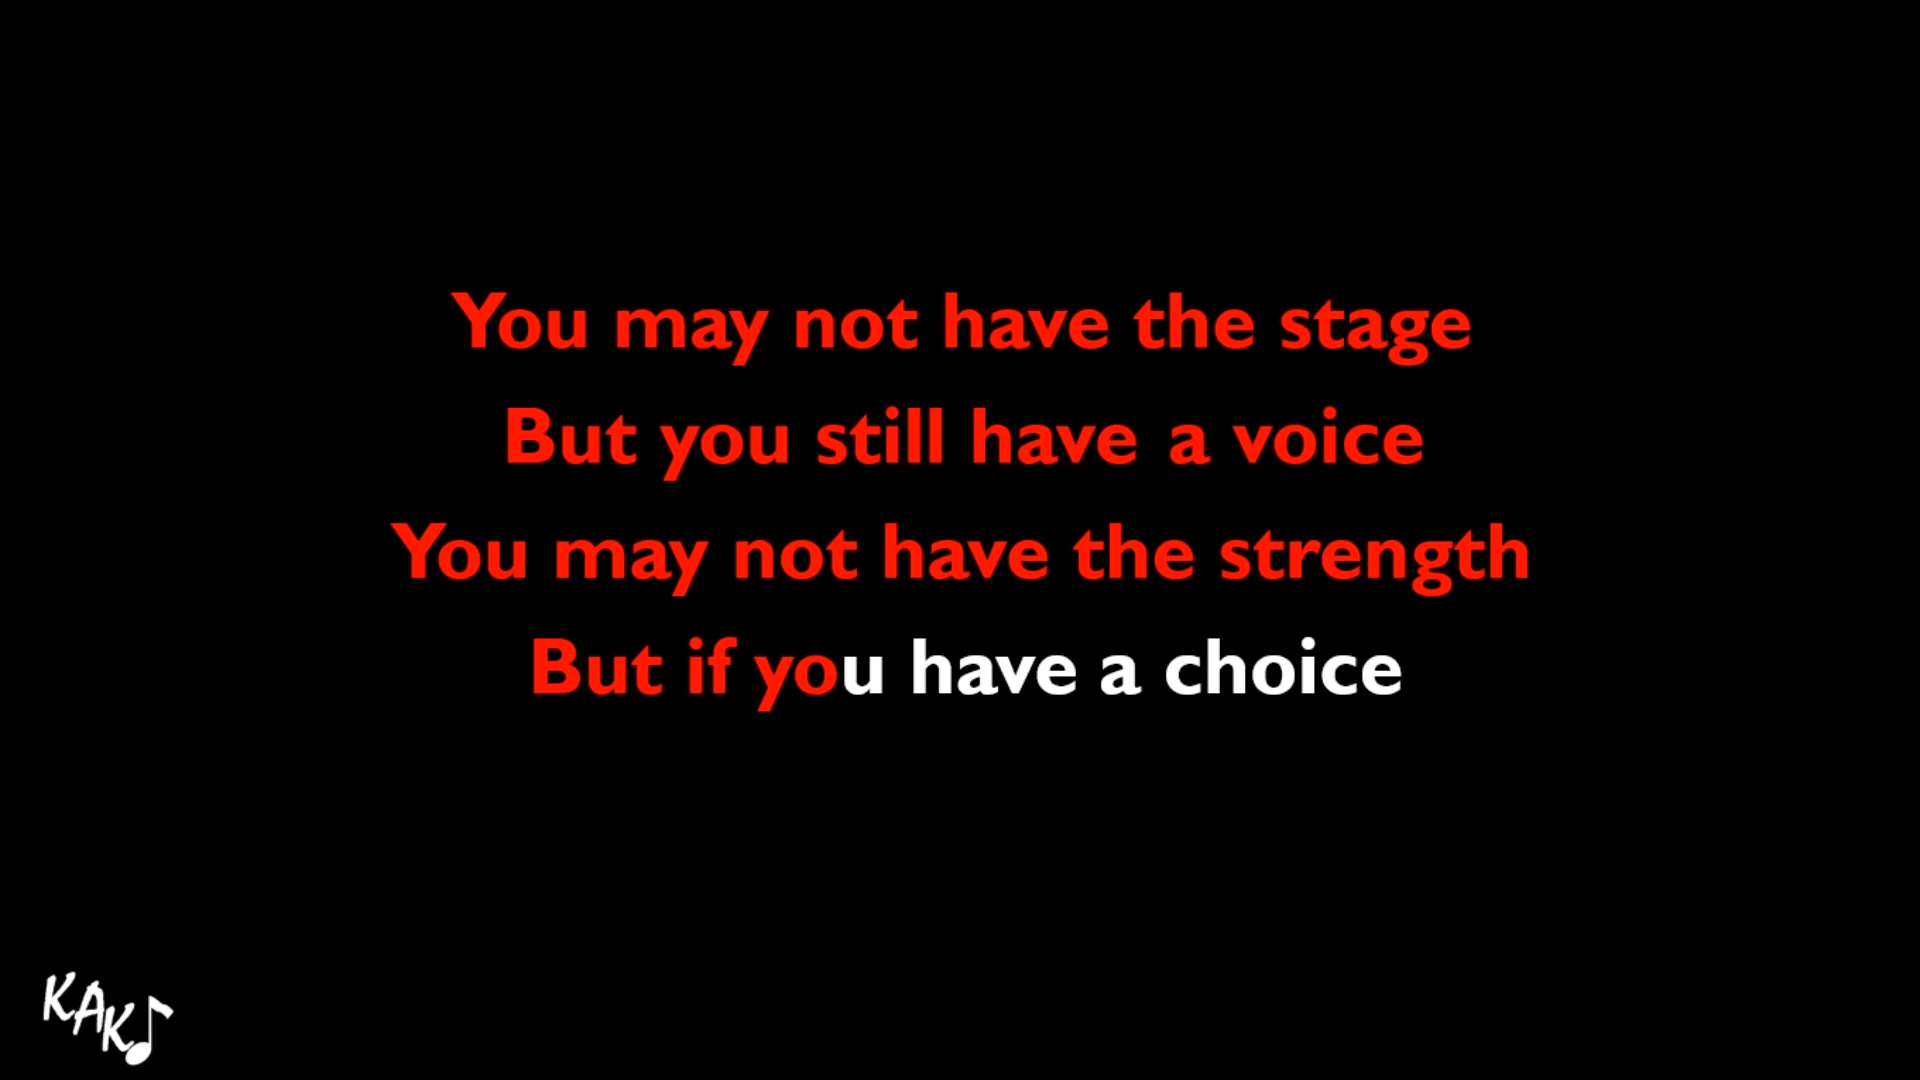 You may not have the stage
But you still have a voice
You may not have the strength
But if you have a choice
KAK